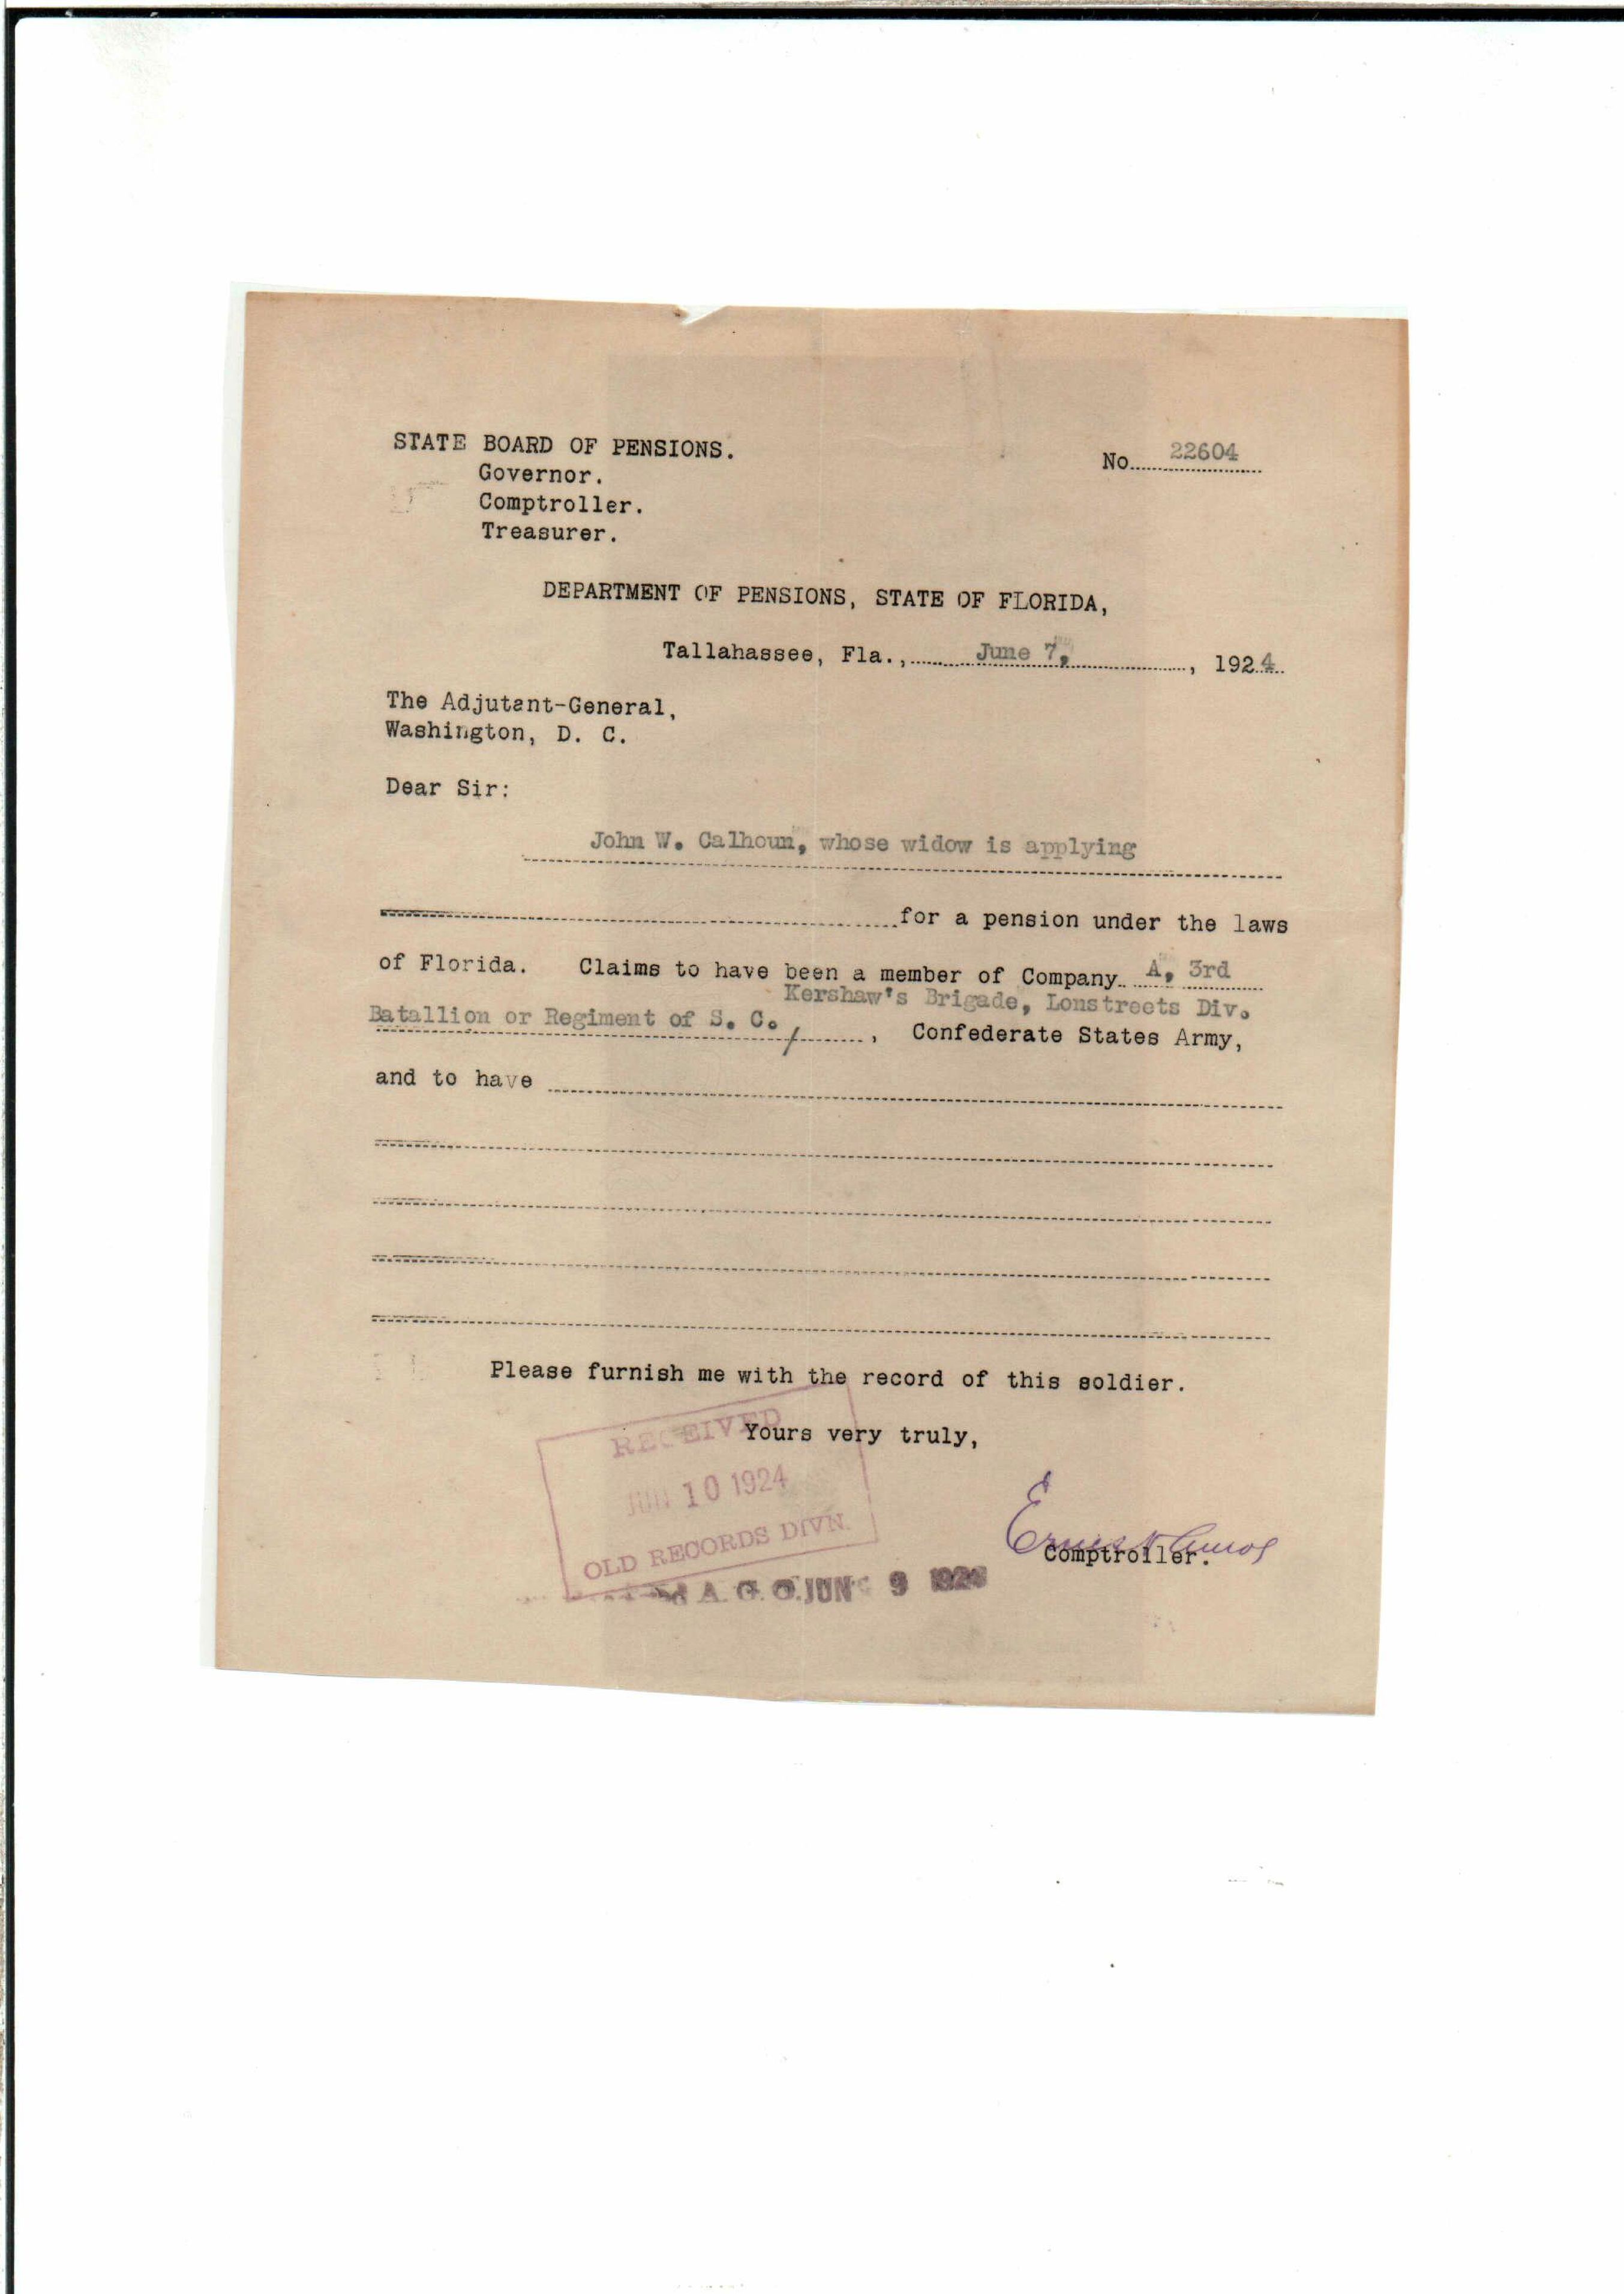 STATE BOARD OF PENSIONS.
No. 22604
Governor.
Comptroller.
Treasurer.
DEPARTMENT OF PENSIONS, STATE OF FLORIDA,
Tallahassee, Fla., June 7, , 1924
The Adjutant-General,
Washington, D. C.
Dear Sir:
John W. Calhoun, whose widow is applying
for a pension under the laws
of Florida. Claims to have been a member of Company A, 3rd
Kershaw's Brigade, Lonstreets Div.
Batallion or Regiment of S. C. / , Confederate States Army,
and to have
Please furnish me with the record of this soldier.
Yours very truly,
Ernest Amos
Comptroller.
RECEIVED
JUN 10 1924
OLD RECORDS DIVN.
A. G. O. JUN 9 1924